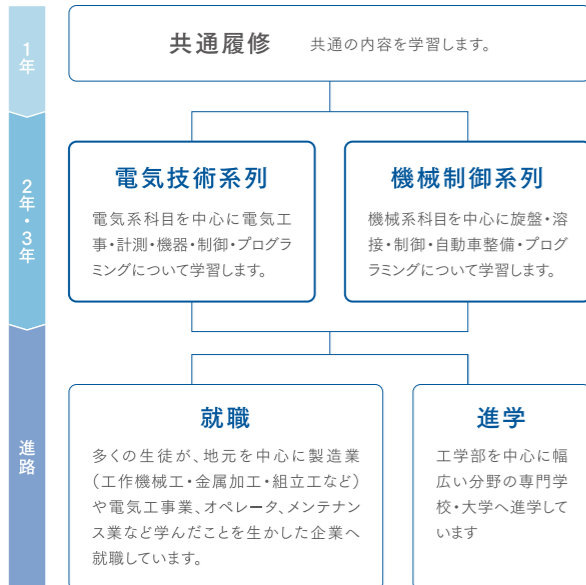 1年
共通履修
共通の内容を学習します。
2年・3年
電気技術系列
電気系科目を中心に電気工
事・計測・機器・制御・プログラ
ミングについて学習します。
機械制御系列
機械系科目を中心に旋盤・溶
接・制御・自動車整備・プログ
ラミングについて学習します。
進路
就職
多くの生徒が、地元を中心に製造業
(工作機械工・金属加工・組立工など)
や電気工事業、オペレータ、メンテナン
ス業など学んだことを生かした企業へ
就職しています。
進学
工学部を中心に幅
広い分野の専門学
校・大学へ進学して
います